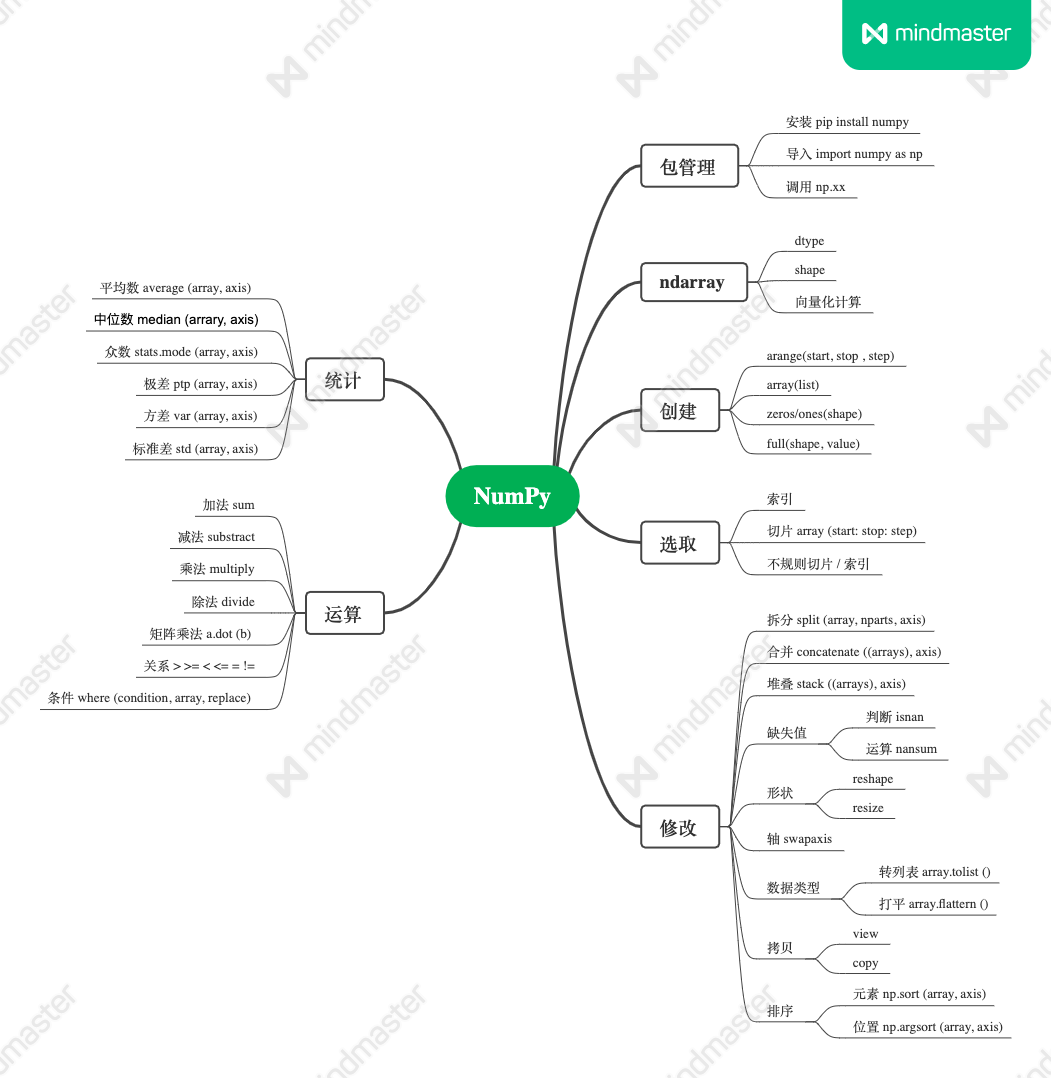 mindmaster
NumPy
包管理
安装 pip install numpy
导入 import numpy as np
调用 np.xx
ndarray
dtype
shape
向量化计算
创建
arange(start, stop , step)
array(list)
zeros/ones(shape)
full(shape, value)
选取
索引
切片 array (start: stop: step)
不规则切片 / 索引
修改
拆分 split (array, nparts, axis)
合并 concatenate ((arrays), axis)
堆叠 stack ((arrays), axis)
缺失值
判断 isnan
运算 nansum
形状
reshape
resize
轴 swapaxis
数据类型
转列表 array.tolist ()
打平 array.flattern ()
拷贝
view
copy
排序
元素 np.sort (array, axis)
位置 np.argsort (array, axis)
统计
平均数 average (array, axis)
中位数 median (arrary, axis)
众数 stats.mode (array, axis)
极差 ptp (array, axis)
方差 var (array, axis)
标准差 std (array, axis)
运算
加法 sum
减法 substract
乘法 multiply
除法 divide
矩阵乘法 a.dot (b)
关系 > >= < <= = !=
条件 where (condition, array, replace)